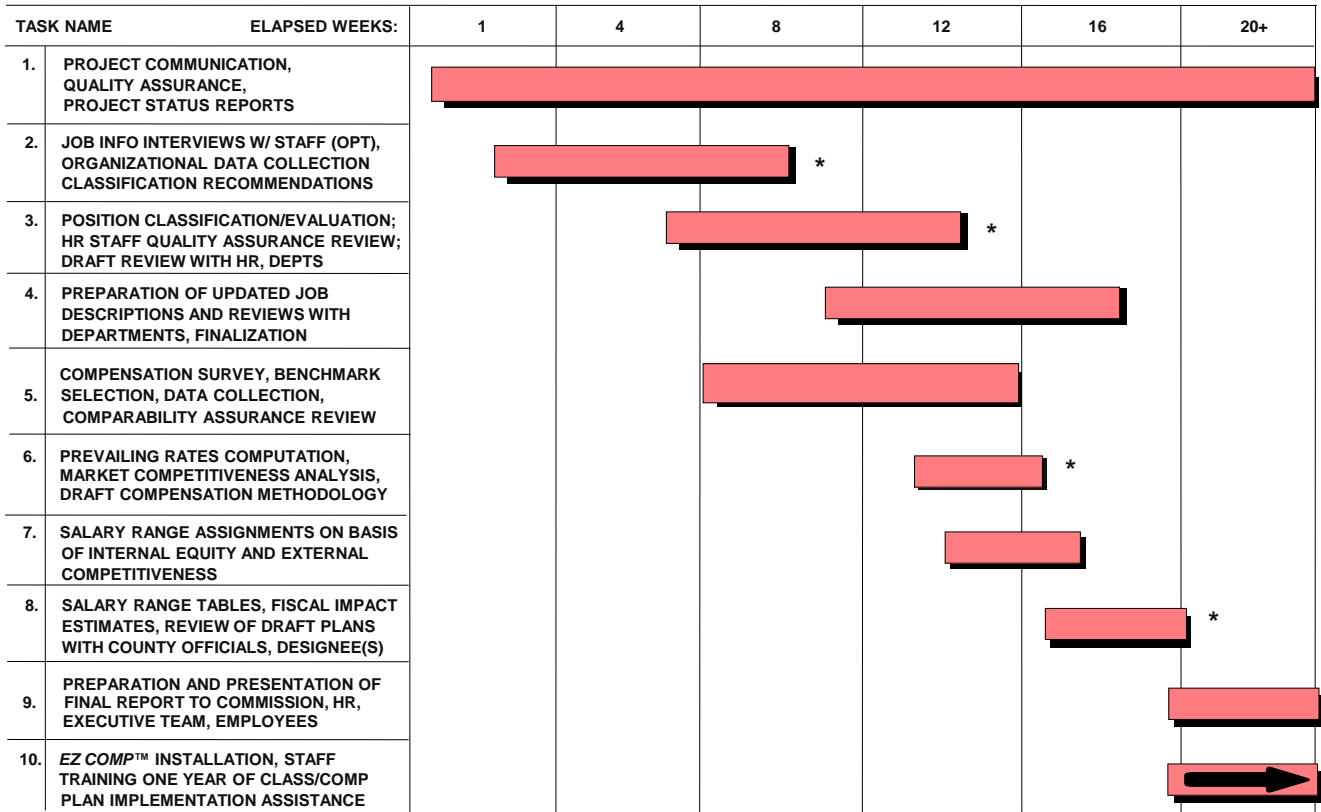 TASK NAME ELAPSED WEEKS: 1 4 8 12 16 20+
1. PROJECT COMMUNICATION,
QUALITY ASSURANCE,
PROJECT STATUS REPORTS
2. JOB INFO INTERVIEWS W/ STAFF (OPT),
ORGANIZATIONAL DATA COLLECTION
CLASSIFICATION RECOMMENDATIONS
*
3. POSITION CLASSIFICATION/EVALUATION;
HR STAFF QUALITY ASSURANCE REVIEW;
DRAFT REVIEW WITH HR, DEPTS
*
4. PREPARATION OF UPDATED JOB
DESCRIPTIONS AND REVIEWS WITH
DEPARTMENTS, FINALIZATION
5. COMPENSATION SURVEY, BENCHMARK
SELECTION, DATA COLLECTION,
COMPARABILITY ASSURANCE REVIEW
6. PREVAILING RATES COMPUTATION,
MARKET COMPETITIVENESS ANALYSIS,
DRAFT COMPENSATION METHODOLOGY
*
7. SALARY RANGE ASSIGNMENTS ON BASIS
OF INTERNAL EQUITY AND EXTERNAL
COMPETITIVENESS
8. SALARY RANGE TABLES, FISCAL IMPACT
ESTIMATES, REVIEW OF DRAFT PLANS
WITH COUNTY OFFICIALS, DESIGNEE(S)
*
9. PREPARATION AND PRESENTATION OF
FINAL REPORT TO COMMISSION, HR,
EXECUTIVE TEAM, EMPLOYEES
10. EZ COMP™ INSTALLATION, STAFF
TRAINING ONE YEAR OF CLASS/COMP
PLAN IMPLEMENTATION ASSISTANCE